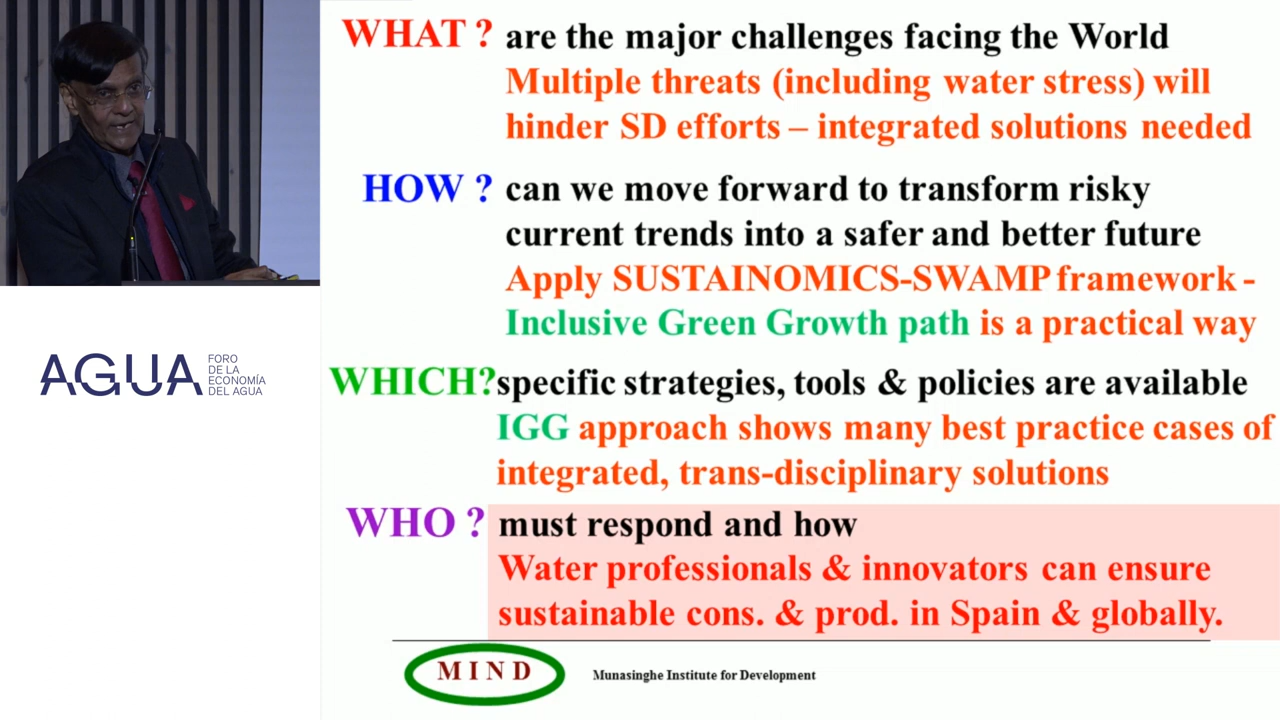 WHAT ? are the major challenges facing the World
Multiple threats (including water stress) will
hinder SD efforts – integrated solutions needed
HOW ? can we move forward to transform risky
current trends into a safer and better future
Apply SUSTAINOMICS-SWAMP framework -
Inclusive Green Growth path is a practical way
WHICH? specific strategies, tools & policies are available
IGG approach shows many best practice cases of
integrated, trans-disciplinary solutions
WHO ? must respond and how
Water professionals & innovators can ensure
sustainable cons. & prod. in Spain & globally.
MIND
Munasinghe Institute for Development
AGUA
FORO
DE LA
ECONOMÍA
DEL AGUA